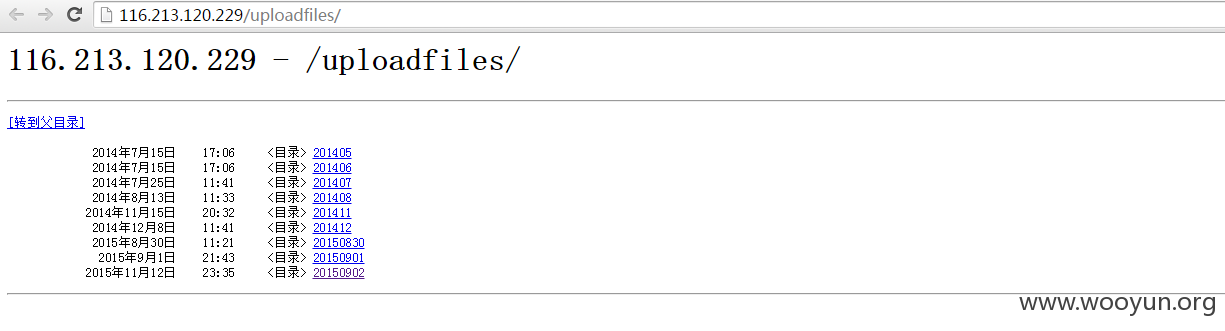 116.213.120.229/uploadfiles/
116.213.120.229 - /uploadfiles/
[转到父目录]
2014年7月15日 17:06 <目录> 201405
2014年7月15日 17:06 <目录> 201406
2014年7月25日 11:41 <目录> 201407
2014年8月13日 11:33 <目录> 201408
2014年11月15日 20:32 <目录> 201411
2014年12月8日 11:41 <目录> 201412
2015年8月30日 11:21 <目录> 20150830
2015年9月1日 21:43 <目录> 20150901
2015年11月12日 23:35 <目录> 20150902
www.wooyun.org